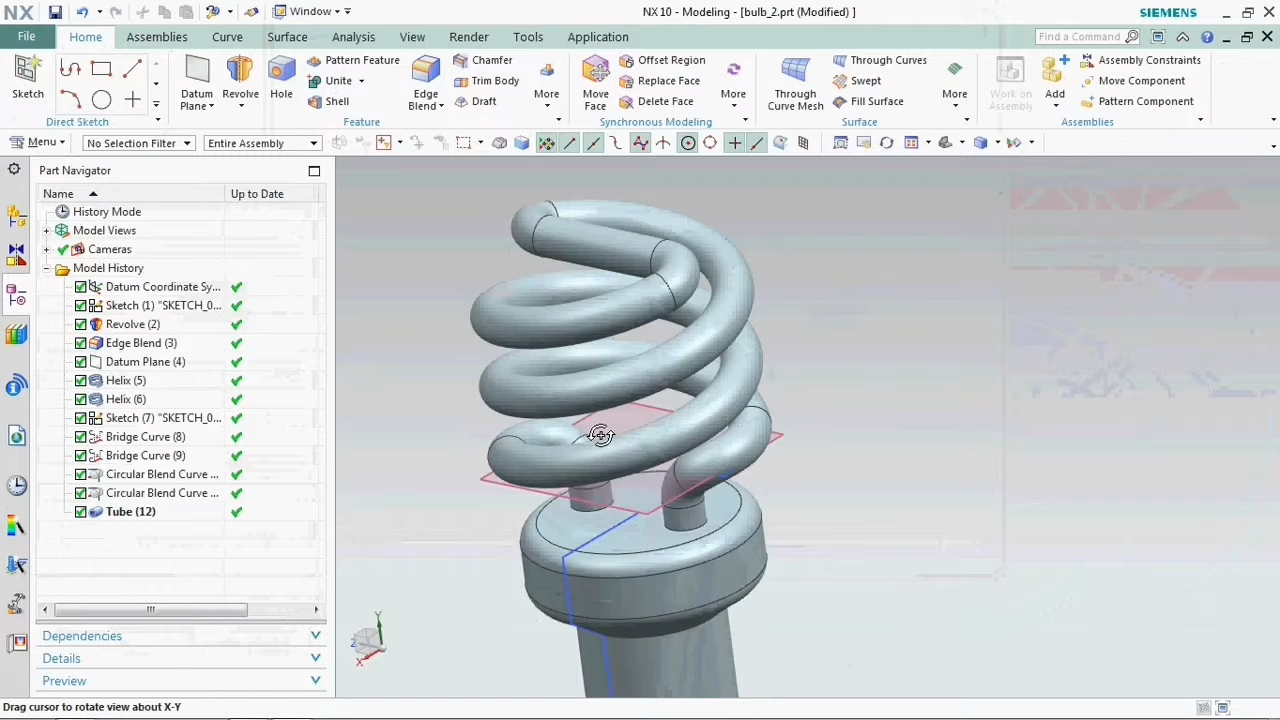 NX
Window
NX 10 - Modeling - [bulb_2.prt (Modified) ]
SIEMENS
File Home Assemblies Curve Surface Analysis View Render Tools Application
Find a Command
Sketch
Direct Sketch
Datum Plane
Revolve
Hole
Pattern Feature
Unite
Shell
Edge Blend
Chamfer
Trim Body
Draft
More
Feature
Move Face
Offset Region
Replace Face
Delete Face
More
Synchronous Modeling
Through Curve Mesh
Through Curves
Swept
Fill Surface
More
Surface
Work on Assembly
Add
Assembly Constraints
Move Component
Pattern Component
Assemblies
Menu
No Selection Filter
Entire Assembly
Part Navigator
Name Up to Date
History Mode
Model Views
Cameras
Model History
Datum Coordinate Sy...
Sketch (1) "SKETCH_0...
Revolve (2)
Edge Blend (3)
Datum Plane (4)
Helix (5)
Helix (6)
Sketch (7) "SKETCH_0...
Bridge Curve (8)
Bridge Curve (9)
Circular Blend Curve ...
Circular Blend Curve ...
Tube (12)
Dependencies
Details
Preview
Y
Z
X
Drag cursor to rotate view about X-Y